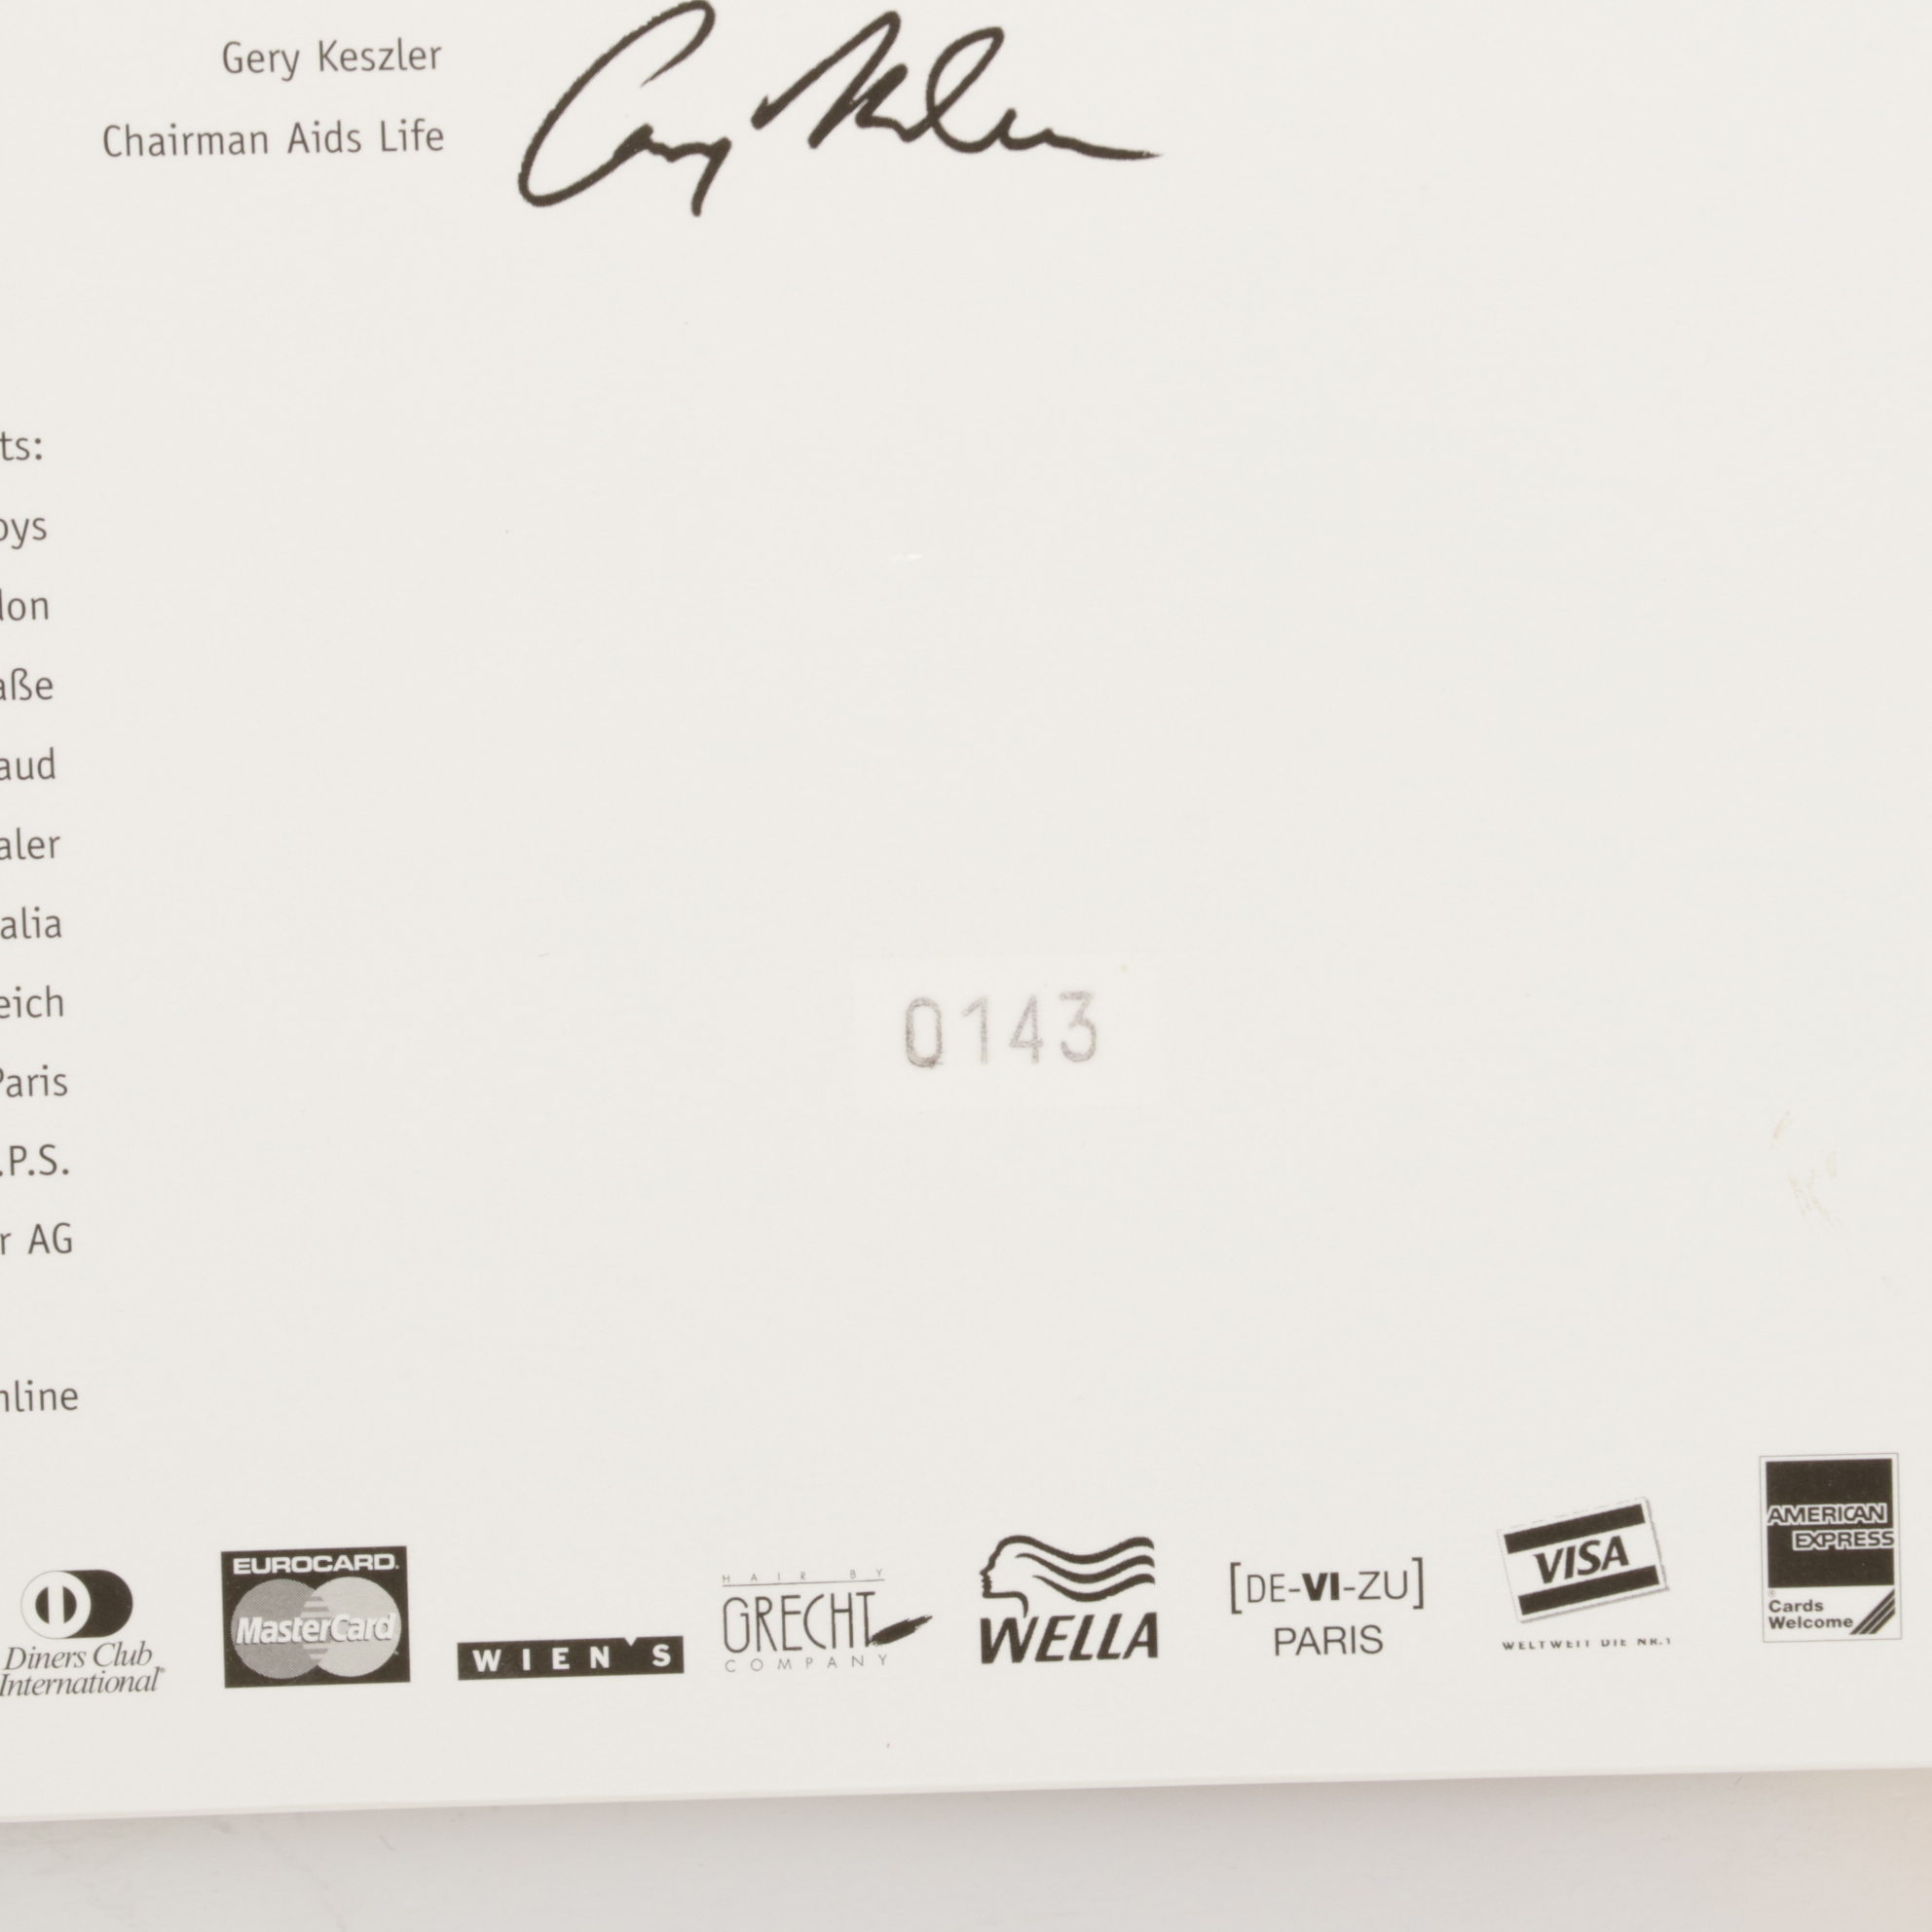 Gery Keszler
Chairman Aids Life
ts:
oys
don
aße
aud
aler
alia
eich
Paris
.P.S.
r AG
nline
0143
Diners Club
International
EUROCARD.
MasterCard
WIEN'S
HAIR BY
GRECHT
COMPANY
WELLA
[DE-VI-ZU]
PARIS
VISA
WELTWEIT DIE NR.1
AMERICAN
EXPRESS
Cards
Welcome